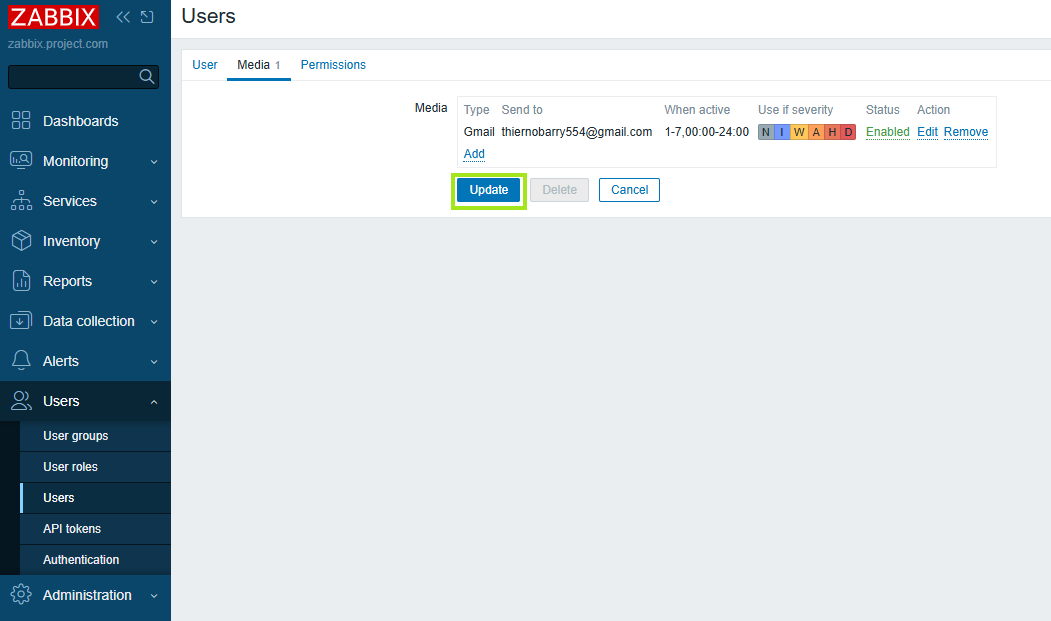 ZABBIX
zabbix.project.com
Dashboards
Monitoring
Services
Inventory
Reports
Data collection
Alerts
Users
User groups
User roles
Users
API tokens
Authentication
Administration
Users
User Media 1 Permissions
Media
Type Send to When active Use if severity Status Action
Gmail thiernobarry554@gmail.com 1-7,00:00-24:00 N I W A H D Enabled Edit Remove
Add
Update Delete Cancel